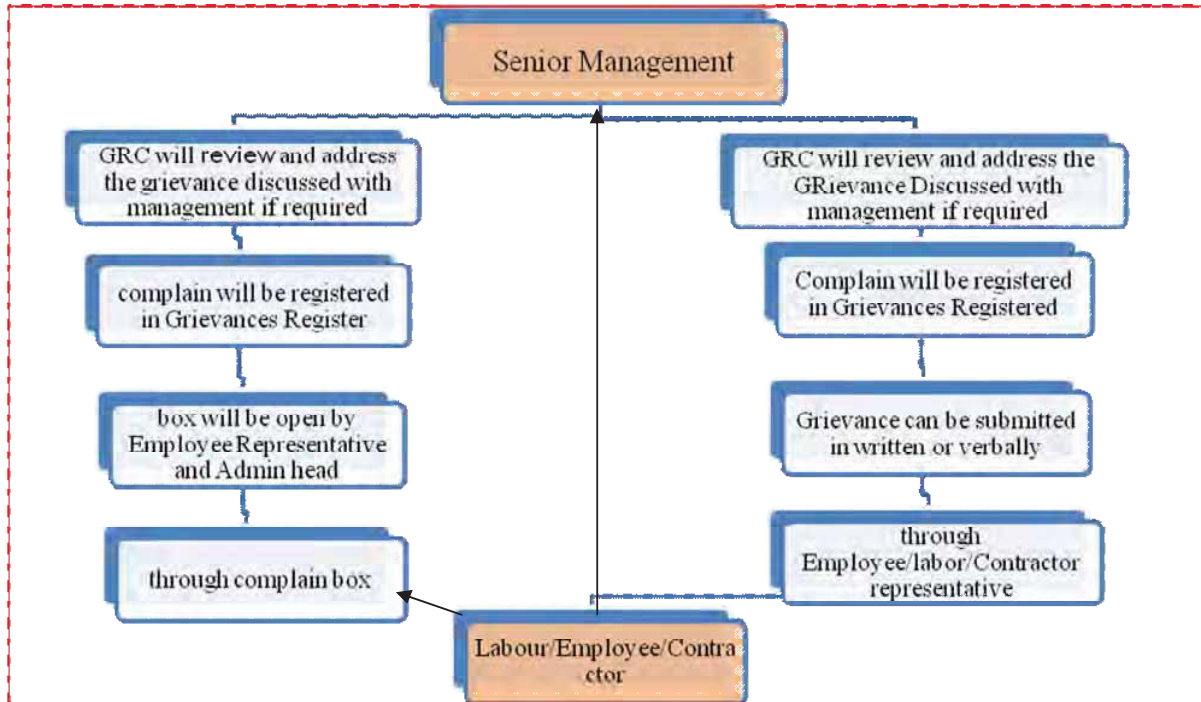 Senior Management
GRC will review and address
the grievance discussed with
management if required
GRC will review and address the
GRievance Discussed with
management if required
complain will be registered
in Grievances Register
Complain will be registered
in Grievances Registered
box will be open by
Employee Representative
and Admin head
Grievance can be submitted
in written or verbally
through complain box
through
Employee/labor/Contractor
representative
Labour/Employee/Contra
ctor